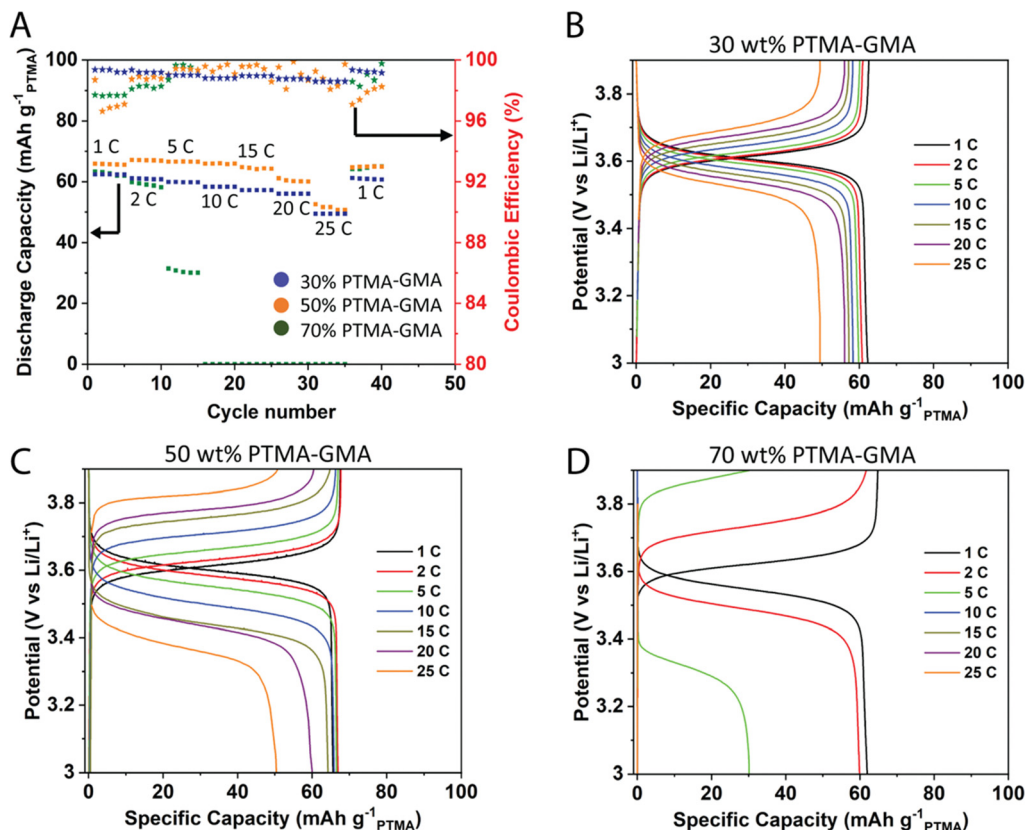 A
Discharge Capaccity (mAh g⁻¹PTMA)
100
80
60
40
20
0
1 C
2 C
5 C
10 C
15 C
20 C
25 C
1 C
30% PTMA-GMA
50% PTMA-GMA
70% PTMA-GMA
100
96
92
88
84
80
Coulombic Efficiency (%)
0
10
20
30
40
50
Cycle number
B
30 wt% PTMA-GMA
Potential (V vs Li/Li⁺)
3.8
3.6
3.4
3.2
3
1 C
2 C
5 C
10 C
15 C
20 C
25 C
0
20
40
60
80
100
Specific Capacity (mAh g⁻¹PTMA)
C
50 wt% PTMA-GMA
Potential (V vs Li/Li⁺)
3.8
3.6
3.4
3.2
3
1 C
2 C
5 C
10 C
15 C
20 C
25 C
0
20
40
60
80
100
Specific Capacity (mAh g⁻¹PTMA)
D
70 wt% PTMA-GMA
Potential (V vs Li/Li⁺)
3.8
3.6
3.4
3.2
3
1 C
2 C
5 C
10 C
15 C
20 C
25 C
0
20
40
60
80
100
Specific Capacity (mAh g⁻¹PTMA)